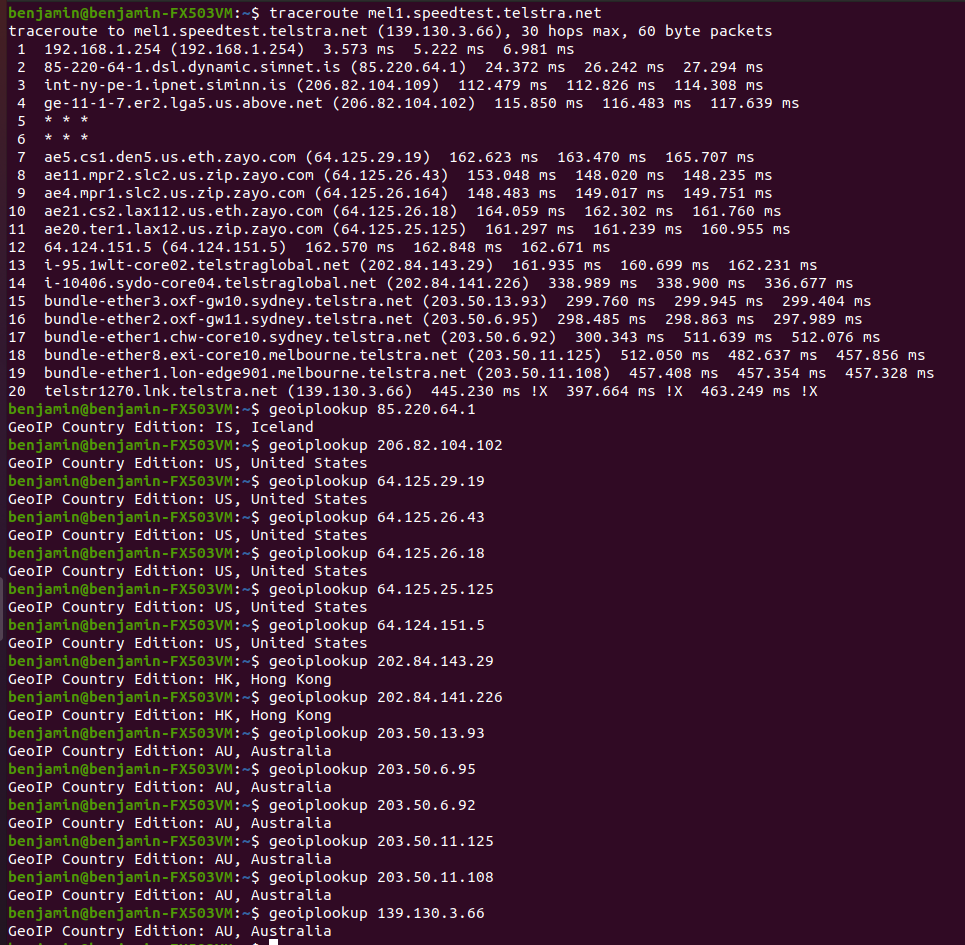 benjamin@benjamin-FX503VM:~$ traceroute mel1.speedtest.telstra.net
traceroute to mel1.speedtest.telstra.net (139.130.3.66), 30 hops max, 60 byte packets
 1  192.168.1.254 (192.168.1.254)  3.573 ms  5.222 ms  6.981 ms
 2  85-220-64-1.dsl.dynamic.simnet.is (85.220.64.1)  24.372 ms  26.242 ms  27.294 ms
 3  int-ny-pe-1.ipnet.siminn.is (206.82.104.109)  112.479 ms  112.826 ms  114.308 ms
 4  ge-11-1-7.er2.lga5.us.above.net (206.82.104.102)  115.850 ms  116.483 ms  117.639 ms
 5  * * *
 6  * * *
 7  ae5.cs1.den5.us.eth.zayo.com (64.125.29.19)  162.623 ms  163.470 ms  165.707 ms
 8  ae11.mpr2.slc2.us.zip.zayo.com (64.125.26.43)  153.048 ms  148.020 ms  148.235 ms
 9  ae4.mpr1.slc2.us.zip.zayo.com (64.125.26.164)  148.483 ms  149.017 ms  149.751 ms
10  ae21.cs2.lax112.us.eth.zayo.com (64.125.26.18)  164.059 ms  162.302 ms  161.760 ms
11  ae20.ter1.lax12.us.zip.zayo.com (64.125.25.125)  161.297 ms  161.239 ms  160.955 ms
12  64.124.151.5 (64.124.151.5)  162.570 ms  162.848 ms  162.671 ms
13  i-95.1wlt-core02.telstraglobal.net (202.84.143.29)  161.935 ms  160.699 ms  162.231 ms
14  i-10406.sydo-core04.telstraglobal.net (202.84.141.226)  338.989 ms  338.900 ms  336.677 ms
15  bundle-ether3.oxf-gw10.sydney.telstra.net (203.50.13.93)  299.760 ms  299.945 ms  299.404 ms
16  bundle-ether2.oxf-gw11.sydney.telstra.net (203.50.6.95)  298.485 ms  298.863 ms  297.989 ms
17  bundle-ether1.chw-core10.sydney.telstra.net (203.50.6.92)  300.343 ms  511.639 ms  512.076 ms
18  bundle-ether8.exi-core10.melbourne.telstra.net (203.50.11.125)  512.050 ms  482.637 ms  457.856 ms
19  bundle-ether1.lon-edge901.melbourne.telstra.net (203.50.11.108)  457.408 ms  457.354 ms  457.328 ms
20  telstr1270.lnk.telstra.net (139.130.3.66)  445.230 ms !X  397.664 ms !X  463.249 ms !X
benjamin@benjamin-FX503VM:~$ geoiplookup 85.220.64.1
GeoIP Country Edition: IS, Iceland
benjamin@benjamin-FX503VM:~$ geoiplookup 206.82.104.102
GeoIP Country Edition: US, United States
benjamin@benjamin-FX503VM:~$ geoiplookup 64.125.29.19
GeoIP Country Edition: US, United States
benjamin@benjamin-FX503VM:~$ geoiplookup 64.125.26.43
GeoIP Country Edition: US, United States
benjamin@benjamin-FX503VM:~$ geoiplookup 64.125.26.18
GeoIP Country Edition: US, United States
benjamin@benjamin-FX503VM:~$ geoiplookup 64.125.25.125
GeoIP Country Edition: US, United States
benjamin@benjamin-FX503VM:~$ geoiplookup 64.124.151.5
GeoIP Country Edition: US, United States
benjamin@benjamin-FX503VM:~$ geoiplookup 202.84.143.29
GeoIP Country Edition: HK, Hong Kong
benjamin@benjamin-FX503VM:~$ geoiplookup 202.84.141.226
GeoIP Country Edition: HK, Hong Kong
benjamin@benjamin-FX503VM:~$ geoiplookup 203.50.13.93
GeoIP Country Edition: AU, Australia
benjamin@benjamin-FX503VM:~$ geoiplookup 203.50.6.95
GeoIP Country Edition: AU, Australia
benjamin@benjamin-FX503VM:~$ geoiplookup 203.50.6.92
GeoIP Country Edition: AU, Australia
benjamin@benjamin-FX503VM:~$ geoiplookup 203.50.11.125
GeoIP Country Edition: AU, Australia
benjamin@benjamin-FX503VM:~$ geoiplookup 203.50.11.108
GeoIP Country Edition: AU, Australia
benjamin@benjamin-FX503VM:~$ geoiplookup 139.130.3.66
GeoIP Country Edition: AU, Australia